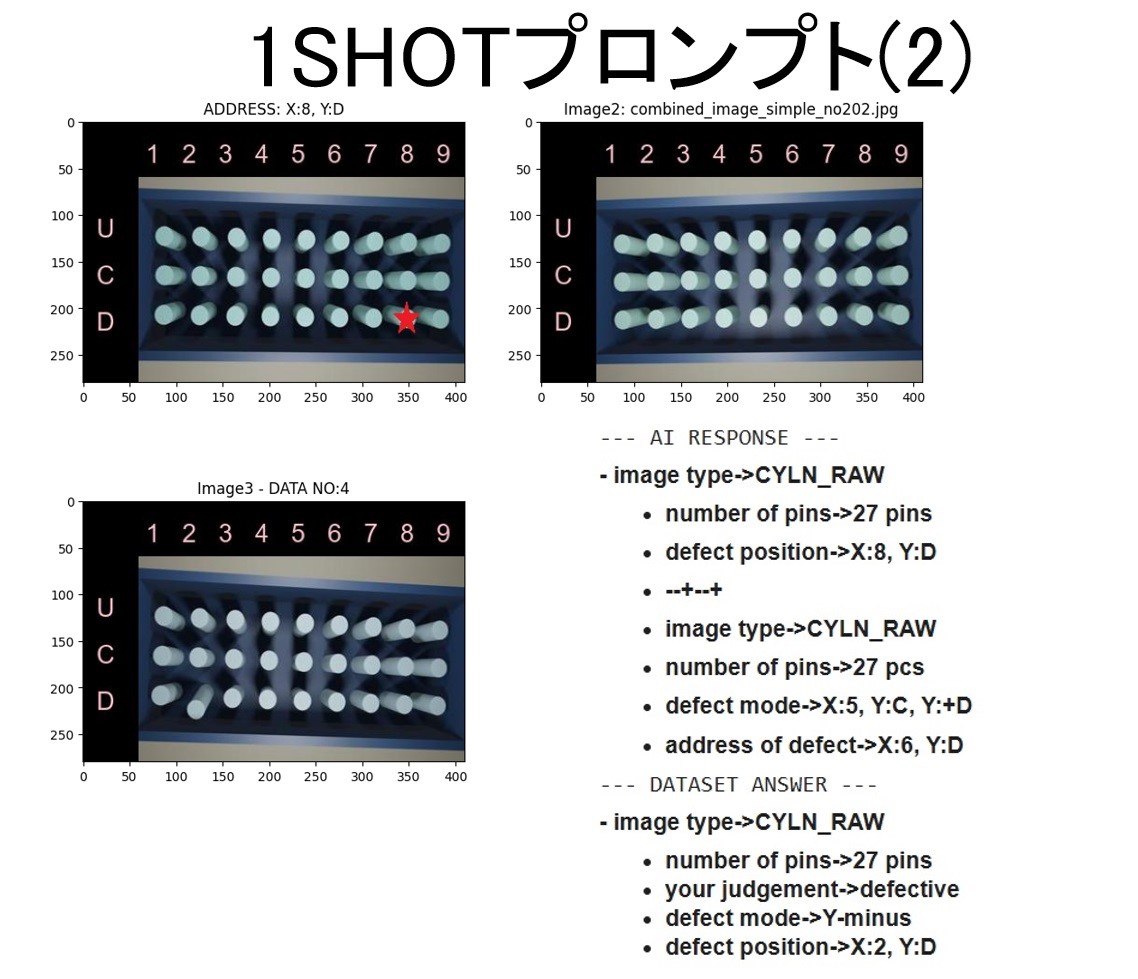 1SHOTプロンプト(2)
ADDRESS: X:8, Y:D
0
50
100
150
200
250
1 2 3 4 5 6 7 8 9
U
C
D
0 50 100 150 200 250 300 350 400
Image2: combined_image_simple_no202.jpg
0
50
100
150
200
250
1 2 3 4 5 6 7 8 9
U
C
D
0 50 100 150 200 250 300 350 400
Image3 - DATA NO:4
0
50
100
150
200
250
1 2 3 4 5 6 7 8 9
U
C
D
0 50 100 150 200 250 300 350 400
--- AI RESPONSE ---
- image type->CYLN_RAW
• number of pins->27 pins
• defect position->X:8, Y:D
• --+--+
• image type->CYLN_RAW
• number of pins->27 pcs
• defect mode->X:5, Y:C, Y:+D
• address of defect->X:6, Y:D
--- DATASET ANSWER ---
- image type->CYLN_RAW
• number of pins->27 pins
• your judgement->defective
• defect mode->Y-minus
• defect position->X:2, Y:D